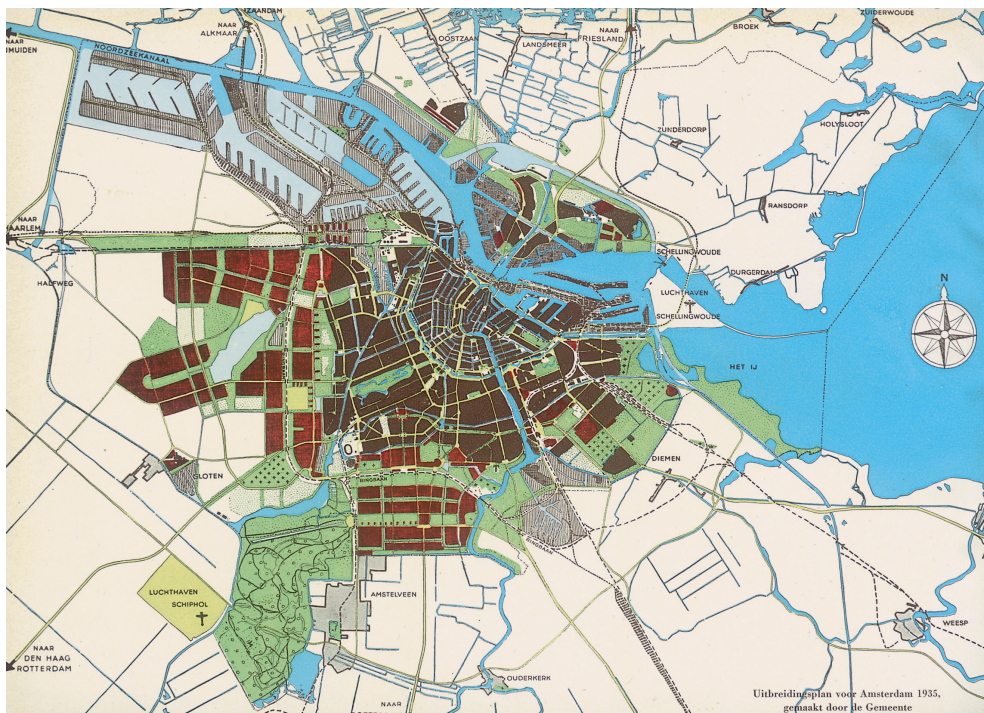 ZAANDAM
NAAR
ALKMAAR
NAAR
IJMUIDEN
NOORDZEEKANAAL
OOSTZAAN
LANDSMEER
NAAR
FRIESLAND
BROEK
ZUIDERWOUDE
ZUNDERDORP
HOLYSLOOT
RANSDORP
NAAR
HAARLEM
HALFWEG
SCHELLINGWOUDE
DURGERDAM
LUCHTHAVEN
SCHELLINGWOUDE
N
HET IJ
SLOTEN
RINGBAAN
DIEMEN
RINGBAAN
LUCHTHAVEN
SCHIPHOL
AMSTELVEEN
WEESP
NAAR
DEN HAAG
ROTTERDAM
OUDERKERK
NAAR
Uitbreidingsplan voor Amsterdam 1935,
gemaakt door de Gemeente